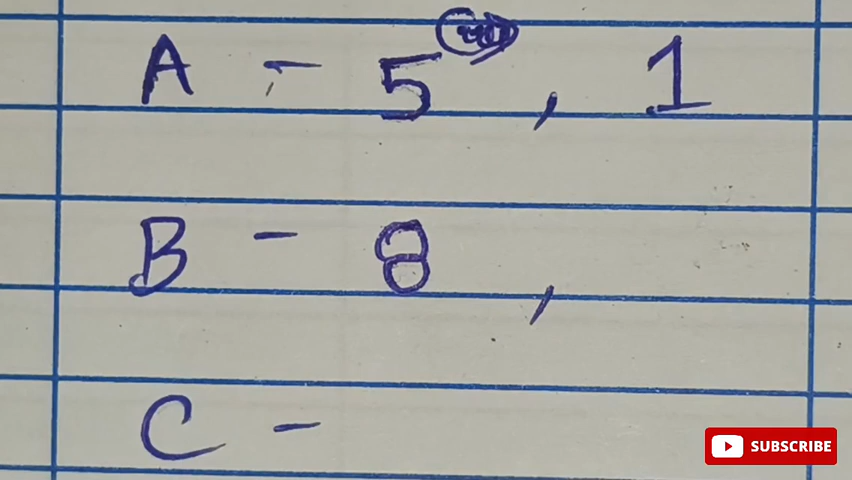 A - 5, 1
B - 8,
C -
SUBSCRIBE